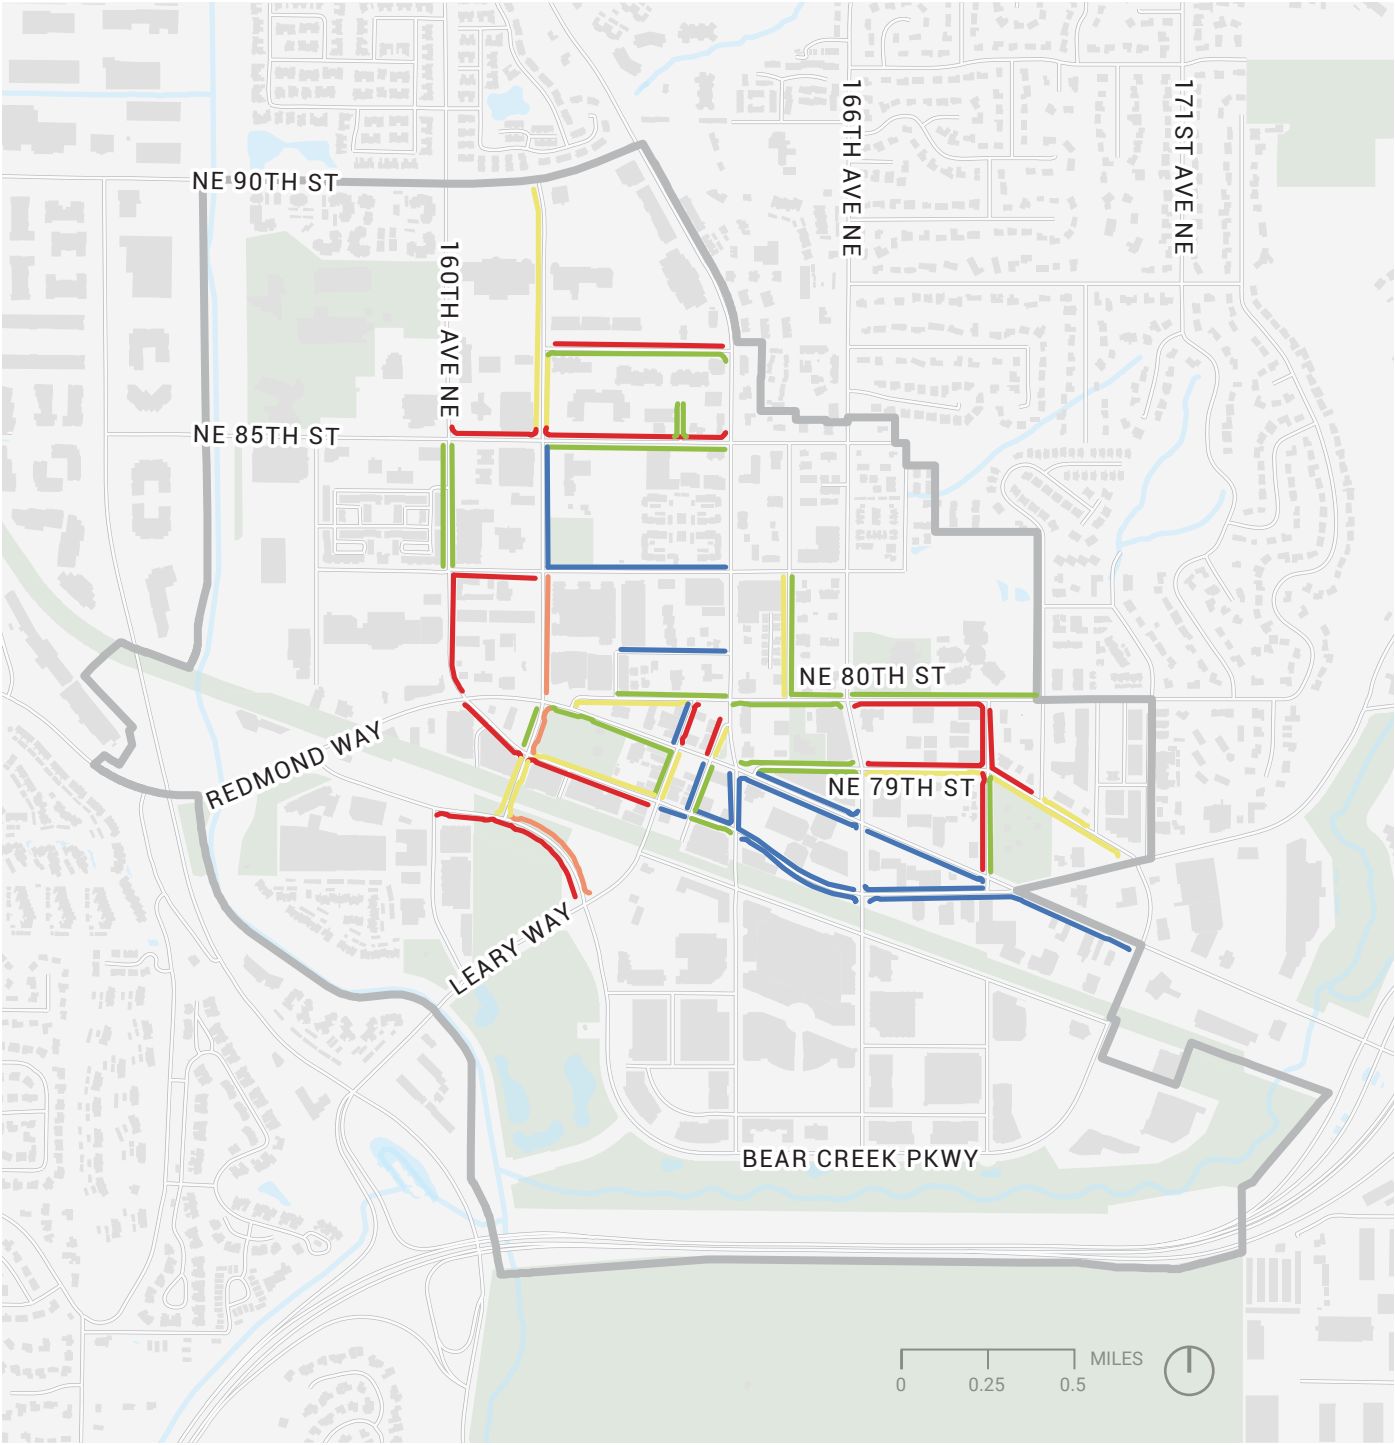 166TH AVE NE
171ST AVE NE
NE 90TH ST
160TH AVE NE
NE 85TH ST
NE 80TH ST
REDMOND WAY
NE 79TH ST
LEARY WAY
BEAR CREEK PKWY
MILES
0 0.25 0.5